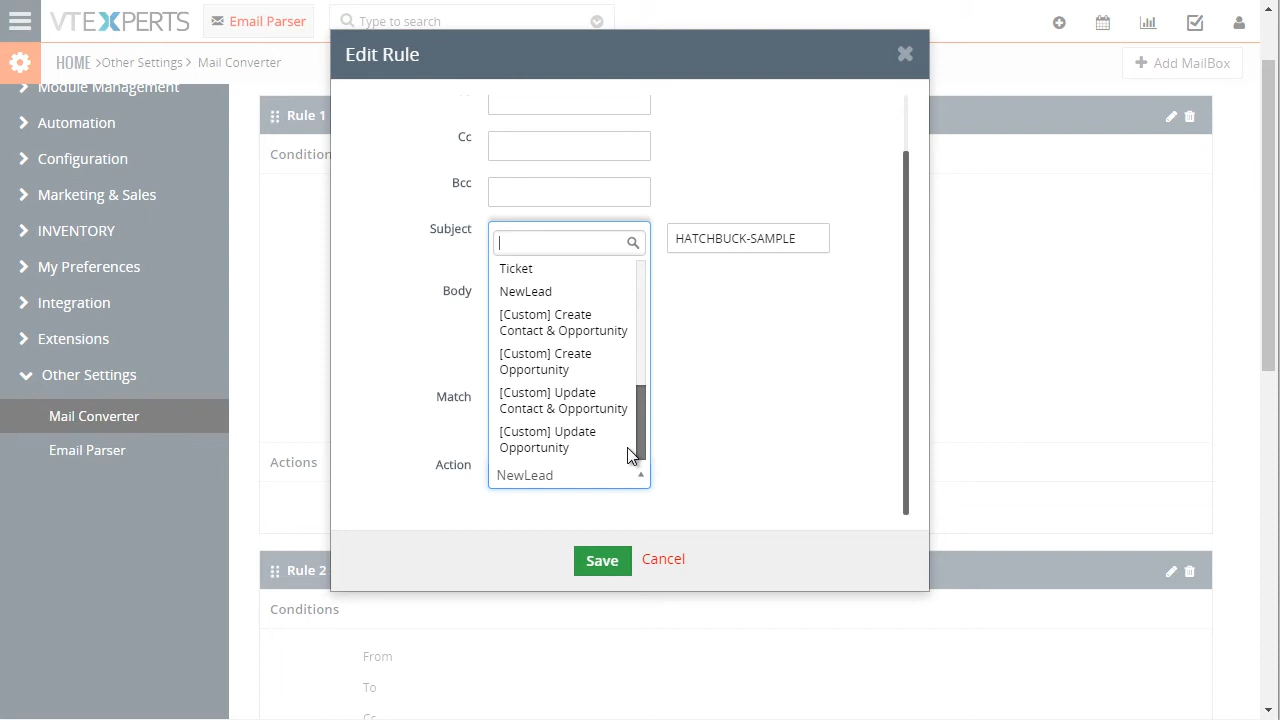 VTEXPERTS
Email Parser
Type to search
Edit Rule
HOME >Other Settings> Mail Converter
Add MailBox
Module Management
Automation
Configuration
Marketing & Sales
INVENTORY
My Preferences
Integration
Extensions
Other Settings
Mail Converter
Email Parser
Rule 1
Condition
Actions
Cc
Bcc
Subject
HATCHBUCK-SAMPLE
Body
Match
Action
Ticket
NewLead
[Custom] Create
Contact & Opportunity
[Custom] Create
Opportunity
[Custom] Update
Contact & Opportunity
[Custom] Update
Opportunity
NewLead
Save
Cancel
Rule 2
Conditions
From
To
Cc